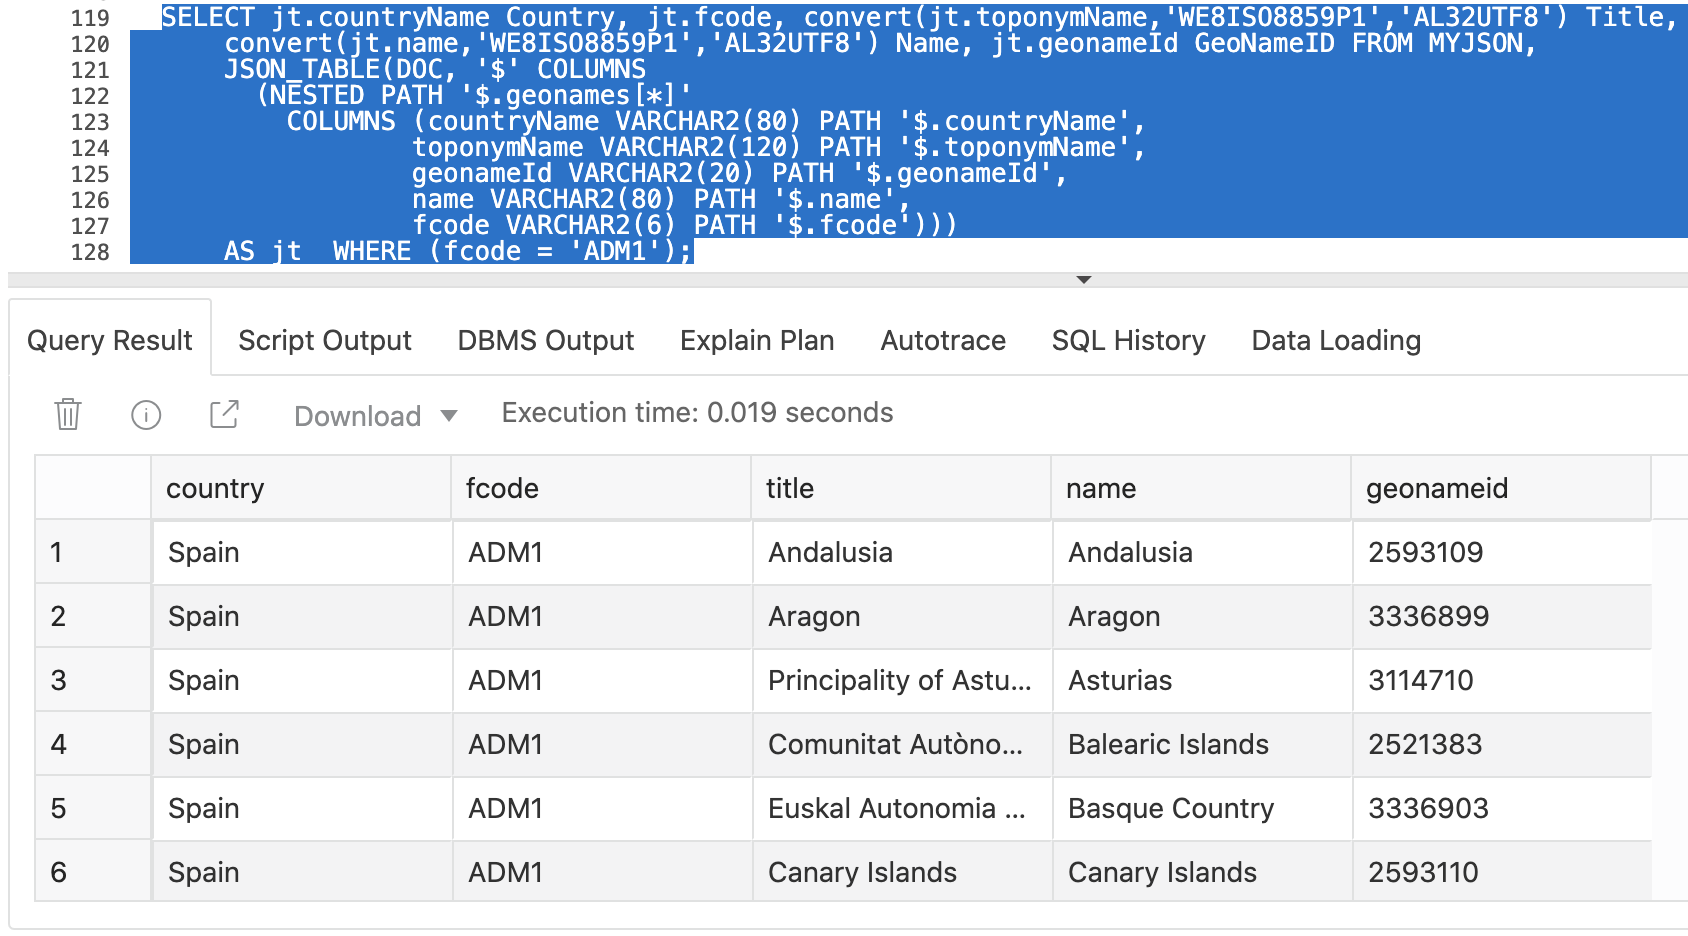 119 SELECT jt.countryName Country, jt.fcode, convert(jt.toponymName,'WE8ISO8859P1','AL32UTF8') Title,
120 convert(jt.name,'WE8ISO8859P1','AL32UTF8') Name, jt.geonameId GeoNameID FROM MYJSON,
121 JSON_TABLE(DOC, '$' COLUMNS
122 (NESTED PATH '$.geonames[*]'
123 COLUMNS (countryName VARCHAR2(80) PATH '$.countryName',
124 toponymName VARCHAR2(120) PATH '$.toponymName',
125 geonameId VARCHAR2(20) PATH '$.geonameId',
126 name VARCHAR2(80) PATH '$.name',
127 fcode VARCHAR2(6) PATH '$.fcode')))
128 AS jt  WHERE (fcode = 'ADM1');
Query Result Script Output DBMS Output Explain Plan Autotrace SQL History Data Loading
Download Execution time: 0.019 seconds
country fcode title name geonameid
1 Spain ADM1 Andalusia Andalusia 2593109
2 Spain ADM1 Aragon Aragon 3336899
3 Spain ADM1 Principality of Astu... Asturias 3114710
4 Spain ADM1 Comunitat Autòno... Balearic Islands 2521383
5 Spain ADM1 Euskal Autonomia ... Basque Country 3336903
6 Spain ADM1 Canary Islands Canary Islands 2593110